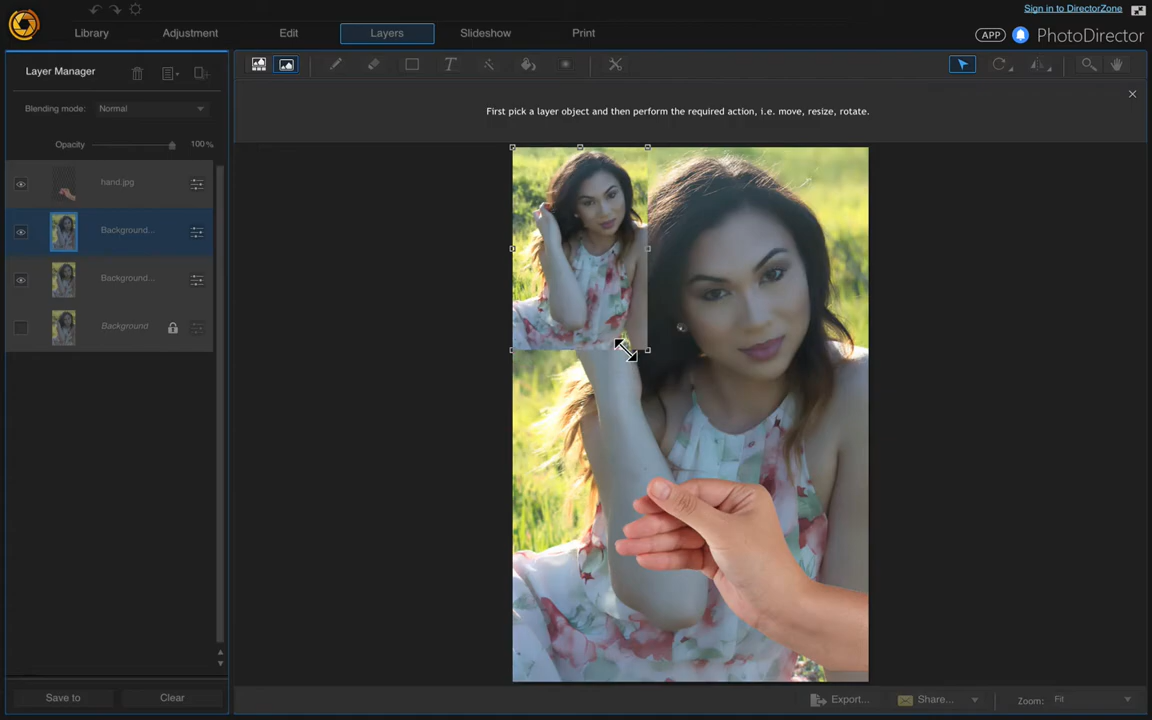 Sign in to DirectorZone
Library
Adjustment
Edit
Layers
Slideshow
Print
APP
PhotoDirector
Layer Manager
T
Blending mode:
Normal
First pick a layer object and then perform the required action, i.e. move, resize, rotate.
Opacity
100%
hand.jpg
Background...
Background...
Background
Save to
Clear
Export...
Share...
Zoom:
Fit